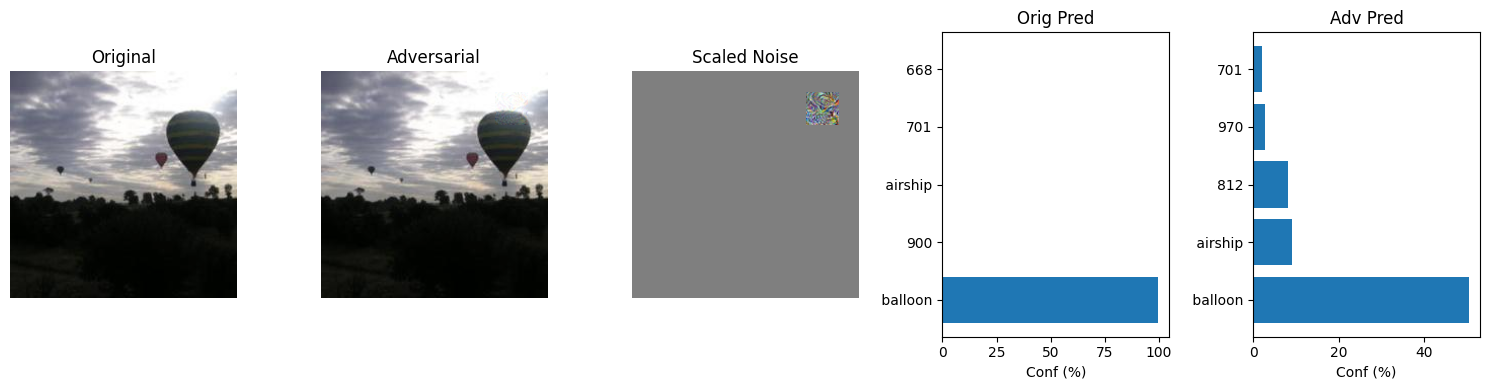 Original
Adversarial
Scaled Noise
Orig Pred
668
701
airship
900
balloon
0 25 50 75 100
Conf (%)
Adv Pred
701
970
812
airship
balloon
0 20 40
Conf (%)